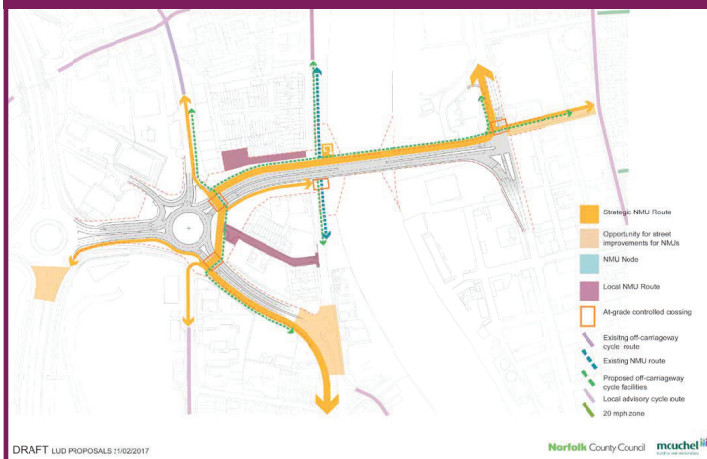 Strategic NMU Route
Opportunity for street
improvements for NMUs
NMU Node
Local NMU Route
At-grade controlled crossing
Exisitng off-carriageway
cycle route
Existing NMU route
Proposed off-carriageway
cycle facilities
Local advisory cycle route
20 mph zone
DRAFT LUD PROPOSALS 21/02/2017
Norfolk County Council
mouchel